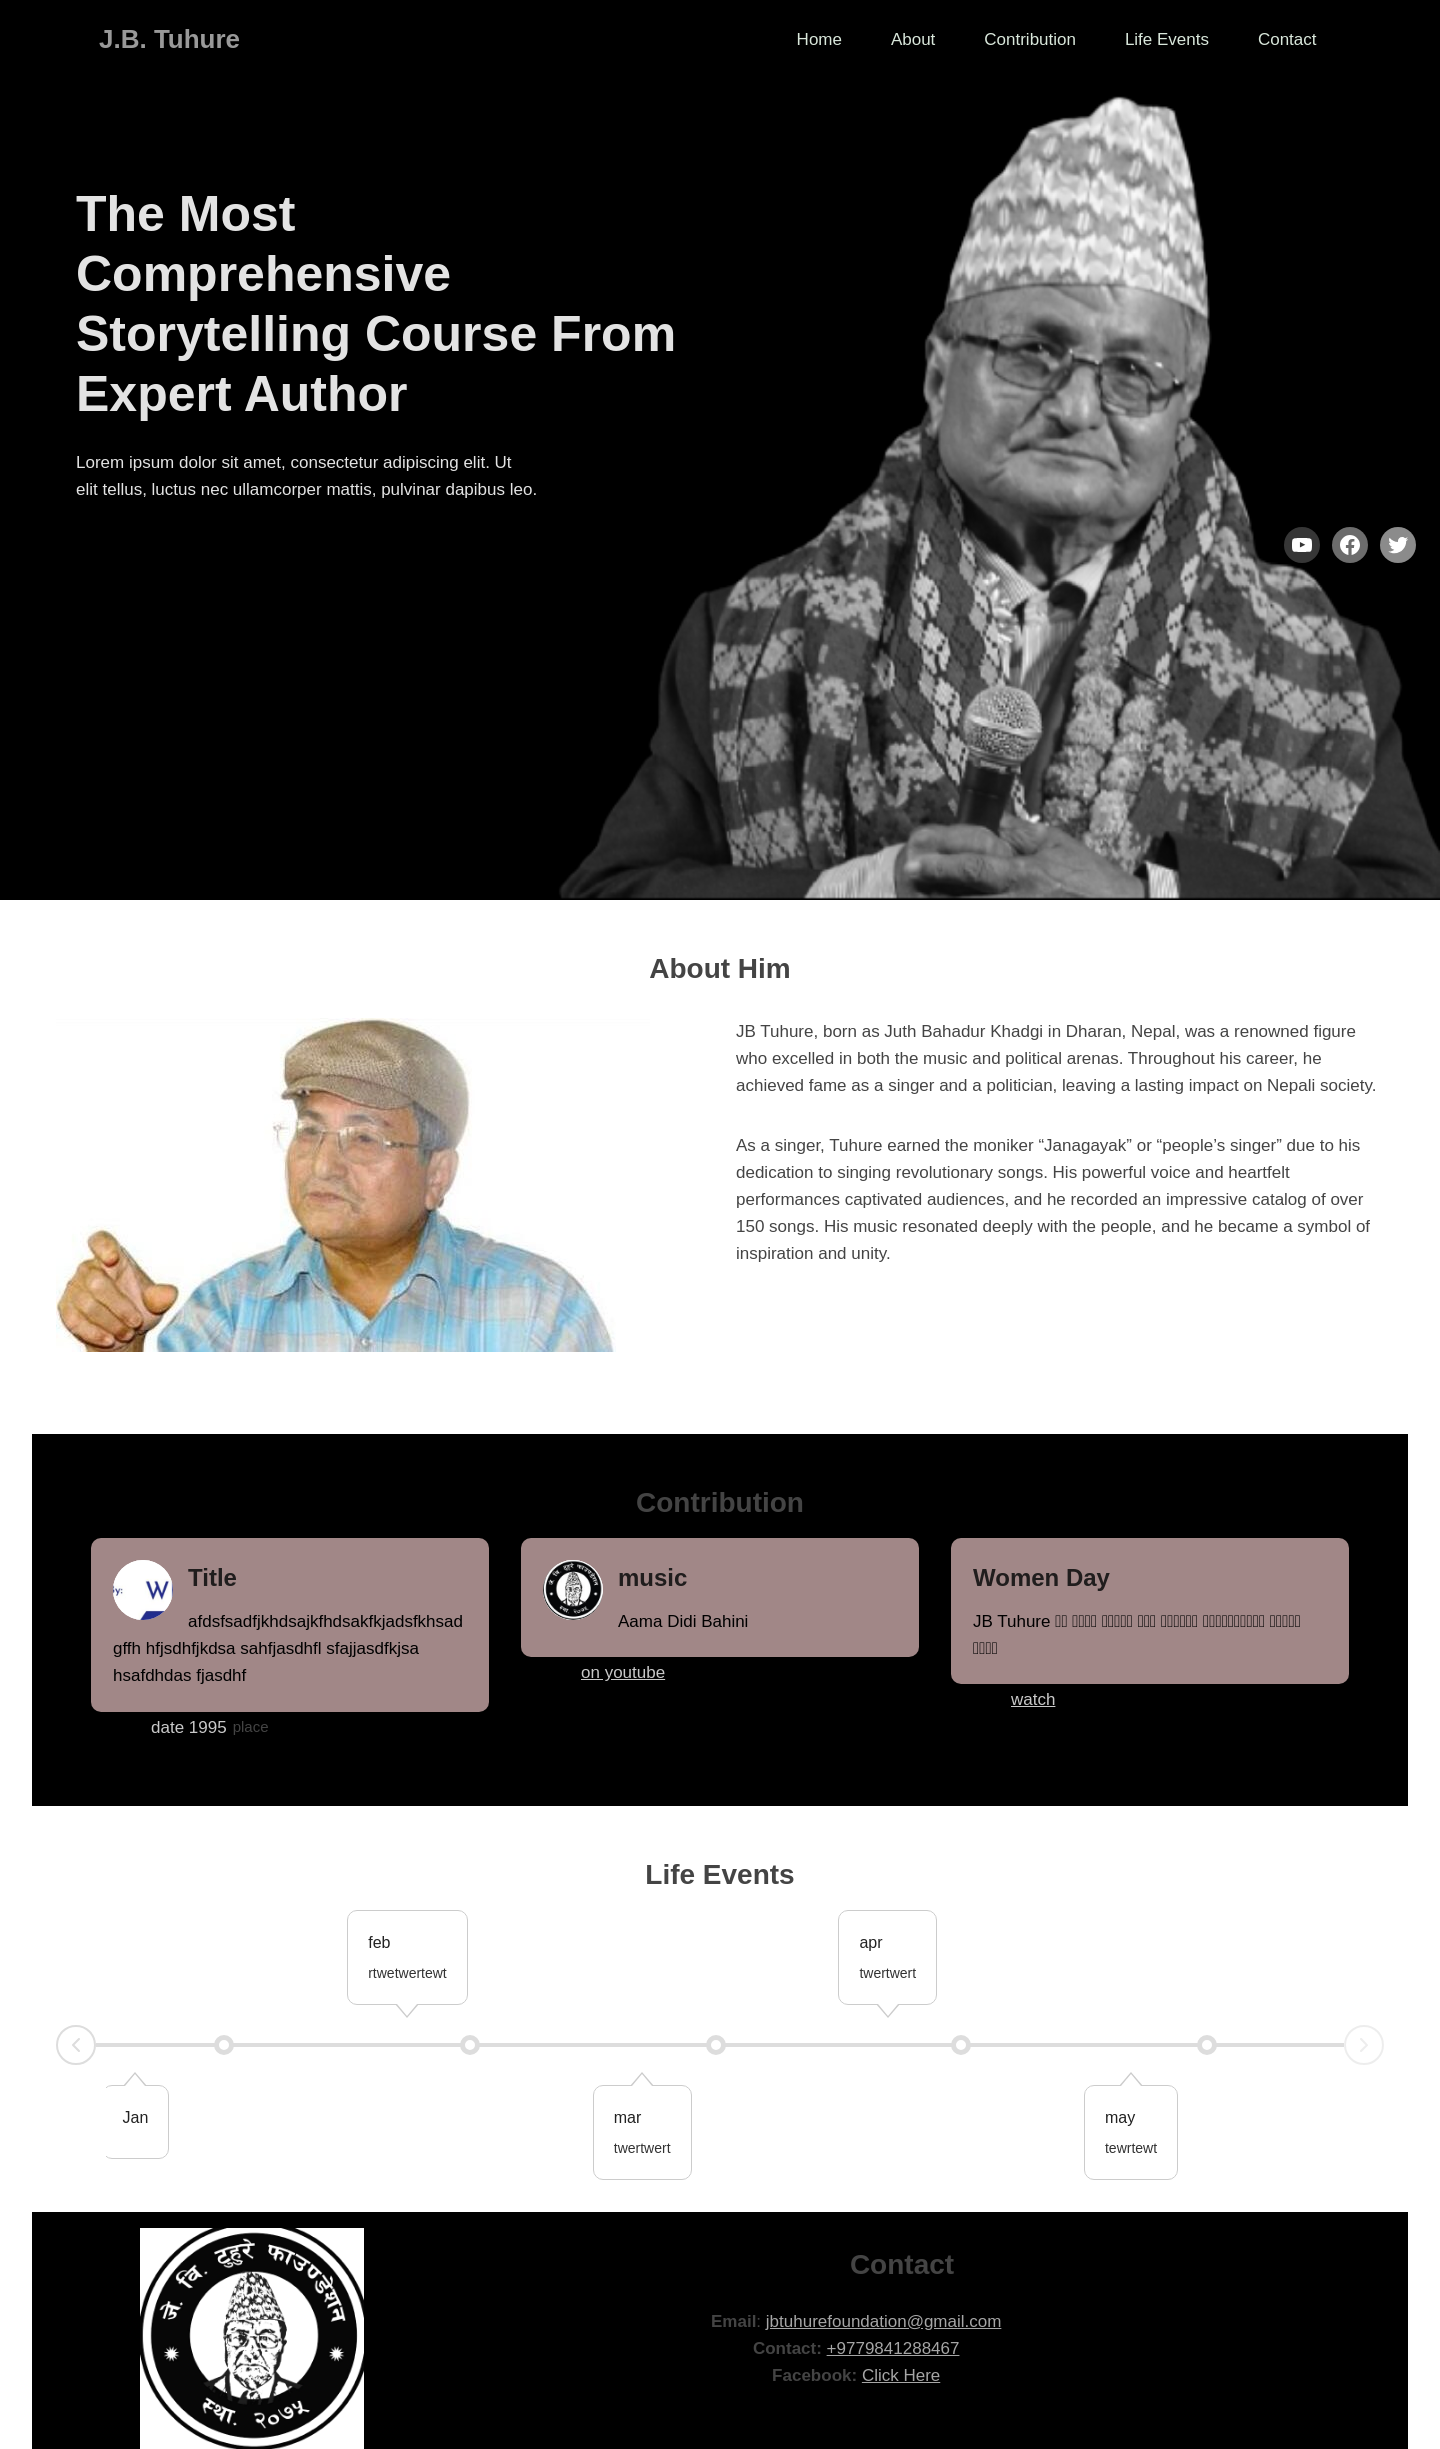 J.B. Tuhure
Home About Contribution Life Events Contact
The Most
Comprehensive
Storytelling Course From
Expert Author
Lorem ipsum dolor sit amet, consectetur adipiscing elit. Ut
elit tellus, luctus nec ullamcorper mattis, pulvinar dapibus leo.
About Him
JB Tuhure, born as Juth Bahadur Khadgi in Dharan, Nepal, was a renowned figure
who excelled in both the music and political arenas. Throughout his career, he
achieved fame as a singer and a politician, leaving a lasting impact on Nepali society.
As a singer, Tuhure earned the moniker “Janagayak” or “people’s singer” due to his
dedication to singing revolutionary songs. His powerful voice and heartfelt
performances captivated audiences, and he recorded an impressive catalog of over
150 songs. His music resonated deeply with the people, and he became a symbol of
inspiration and unity.
Contribution
W
Title
afdsfsadfjkhdsajkfhdsakfkjadsfkhsad
gffh hfjsdhfjkdsa sahfjasdhfl sfajjasdfkjsa
hsafdhdas fjasdhf
date 1995 place
music
Aama Didi Bahini
on youtube
Women Day
JB Tuhure
watch
Life Events
feb
rtwetwertewt
apr
twertwert
Jan
mar
twertwert
may
tewrtewt
जे. बि. टुहुरे फाउण्डेशन
स्था. २०७५
Contact
Email: jbtuhurefoundation@gmail.com
Contact: +9779841288467
Facebook: Click Here